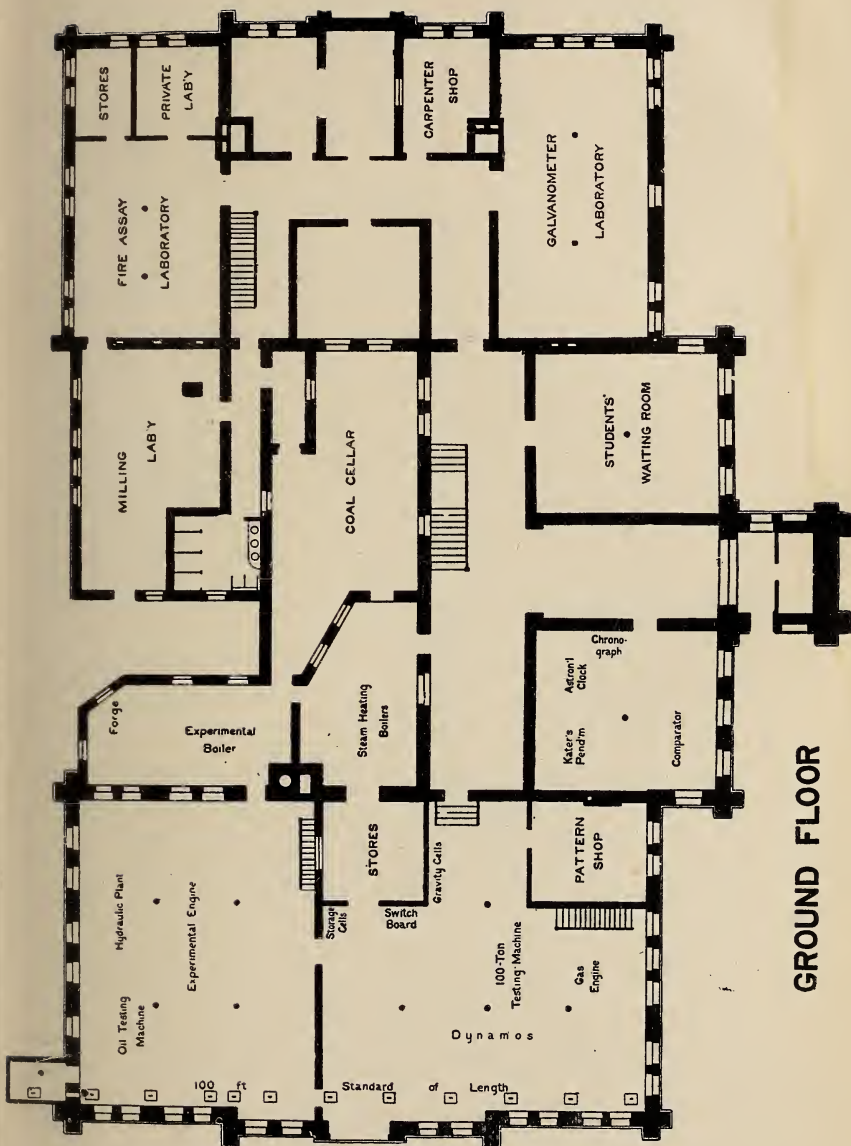 STORES
PRIVATE
LAB'Y
CARPENTER
SHOP
FIRE ASSAY
LABORATORY
GALVANOMETER
LABORATORY
MILLING
LAB'Y
COAL CELLAR
STUDENTS'
WAITING ROOM
Forge
Experimental
Boiler
Steam Heating
Boilers
Chrono-
graph
Astron'l
Clock
Kater's
Pend'm
Comparator
Hydraulic Plant
Experimental Engine
Oil Testing
Machine
STORES
Storage
Cells
Switch
Board
Gravity Cells
PATTERN
SHOP
100-Ton
Testing Machine
Gas
Engine
Dynamos
100 ft Standard of Length
GROUND FLOOR